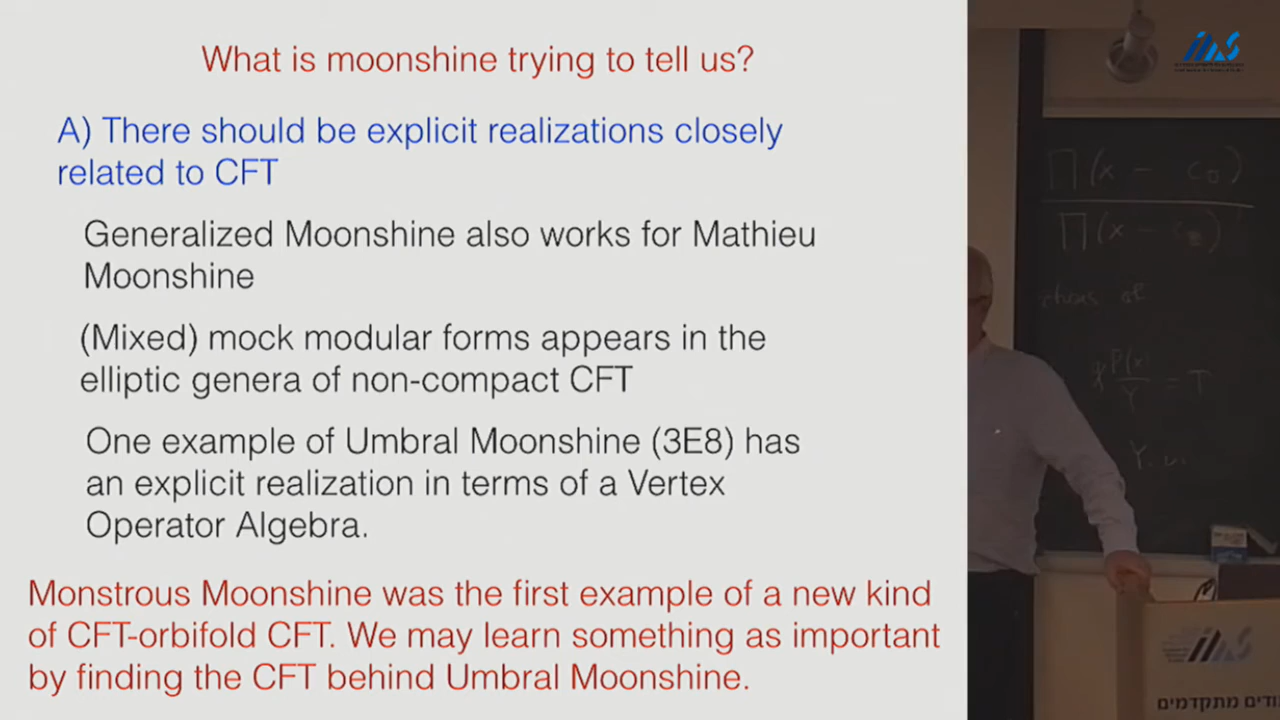 What is moonshine trying to tell us?
A) There should be explicit realizations closely
related to CFT
Generalized Moonshine also works for Mathieu
Moonshine
(Mixed) mock modular forms appears in the
elliptic genera of non-compact CFT
One example of Umbral Moonshine (3E8) has
an explicit realization in terms of a Vertex
Operator Algebra.
Monstrous Moonshine was the first example of a new kind
of CFT-orbifold CFT. We may learn something as important
by finding the CFT behind Umbral Moonshine.
∏(x -
∏(x -
of
P(x)
Y
= T
ודים מתקדמים